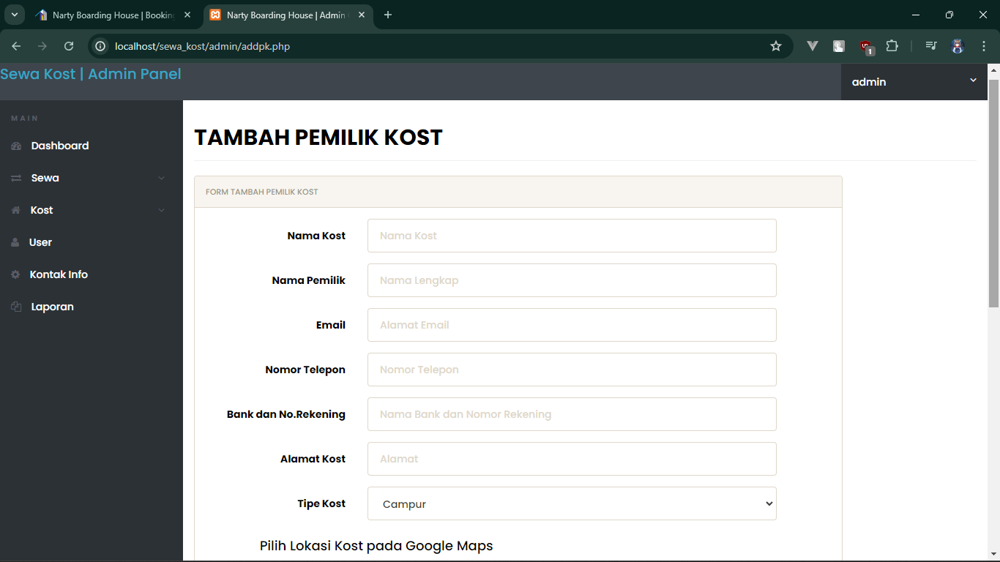 Narty Boarding House | Booking
Narty Boarding House | Admin
localhost/sewa_kost/admin/addpk.php
1
Sewa Kost | Admin Panel
admin
MAIN
Dashboard
Sewa
Kost
User
Kontak Info
Laporan
TAMBAH PEMILIK KOST
FORM TAMBAH PEMILIK KOST
Nama Kost
Nama Kost
Nama Pemilik
Nama Lengkap
Email
Alamat Email
Nomor Telepon
Nomor Telepon
Bank dan No.Rekening
Nama Bank dan Nomor Rekening
Alamat Kost
Alamat
Tipe Kost
Campur
Pilih Lokasi Kost pada Google Maps